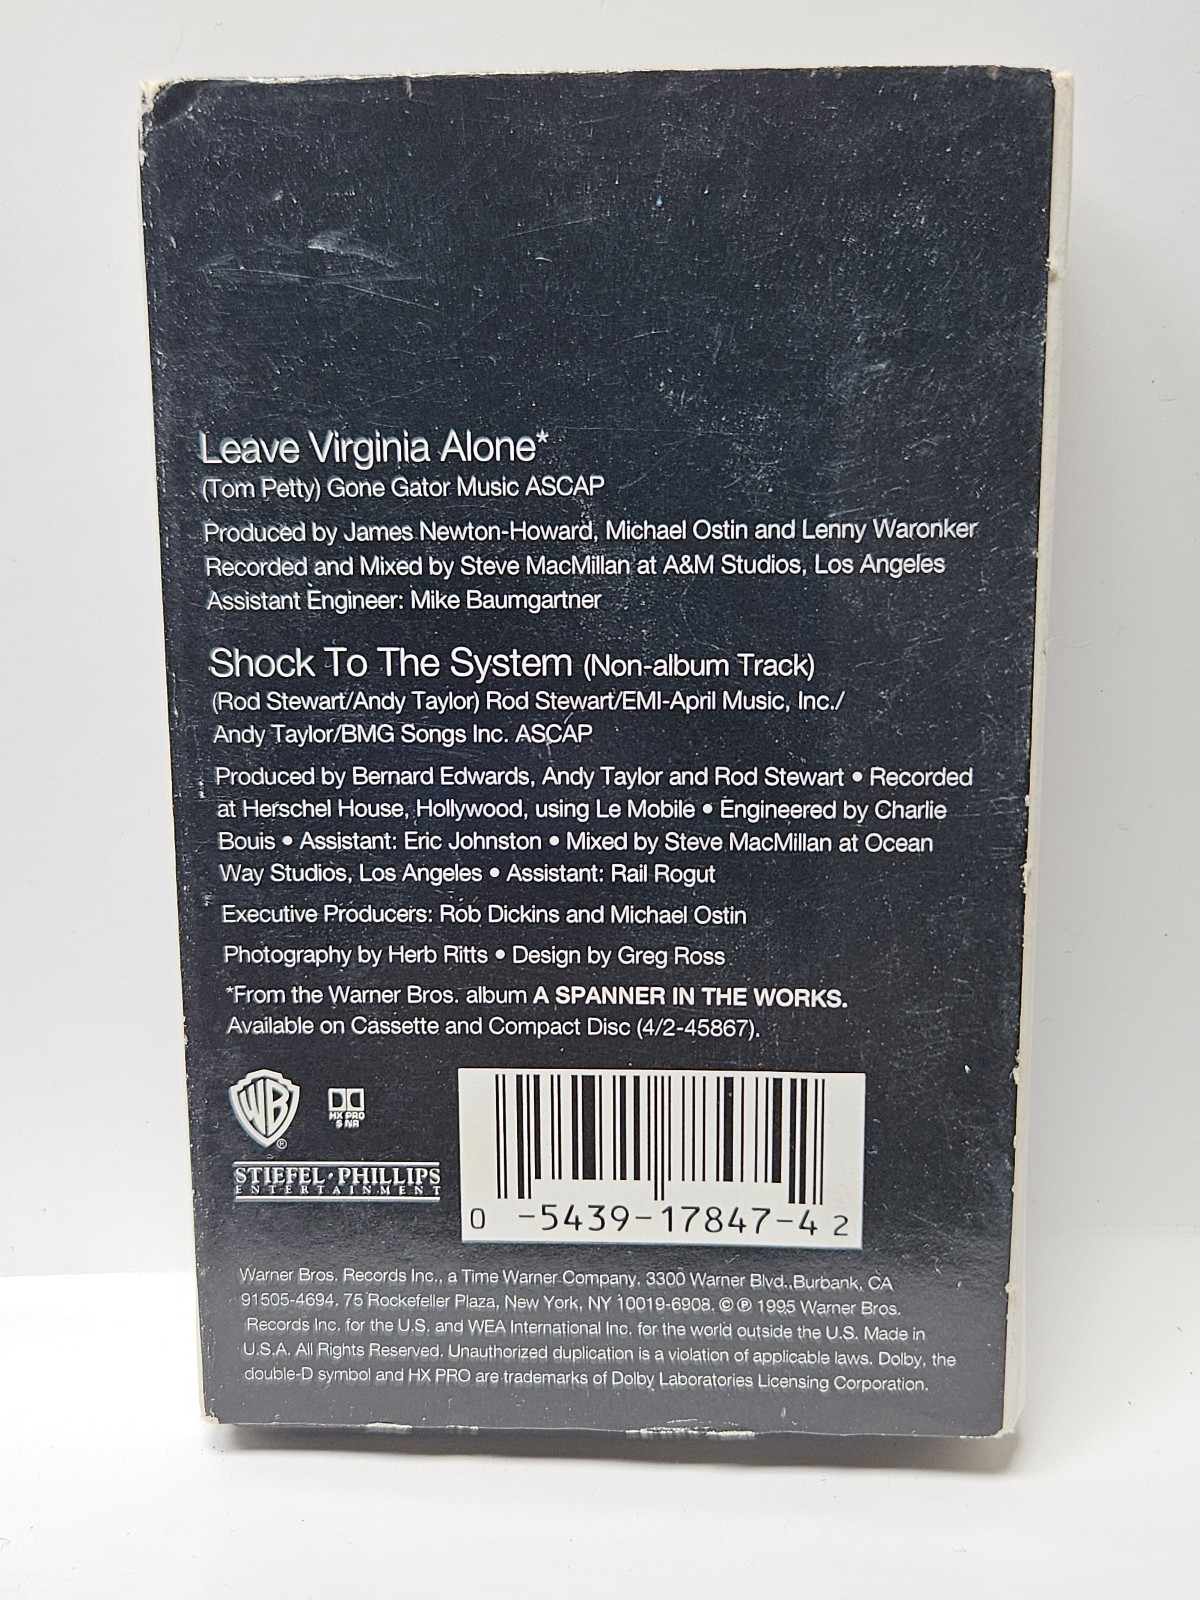 Leave Virginia Alone*
(Tom Petty) Gone Gator Music ASCAP
Produced by James Newton-Howard, Michael Ostin and Lenny Waronker
Recorded and Mixed by Steve MacMillan at A&M Studios, Los Angeles
Assistant Engineer: Mike Baumgartner
Shock To The System (Non-album Track)
(Rod Stewart/Andy Taylor) Rod Stewart/EMI-April Music, Inc./
Andy Taylor/BMG Songs Inc. ASCAP
Produced by Bernard Edwards, Andy Taylor and Rod Stewart • Recorded
at Herschel House, Hollywood, using Le Mobile • Engineered by Charlie
Bouis • Assistant: Eric Johnston • Mixed by Steve MacMillan at Ocean
Way Studios, Los Angeles • Assistant: Rail Rogut
Executive Producers: Rob Dickins and Michael Ostin
Photography by Herb Ritts • Design by Greg Ross
*From the Warner Bros. album A SPANNER IN THE WORKS.
Available on Cassette and Compact Disc (4/2-45867).
WB ®
HX PRO
S NR
STIEFEL·PHILLIPS
ENTERTAINMENT
0 -5439-17847-4 2
Warner Bros. Records Inc., a Time Warner Company, 3300 Warner Blvd.,Burbank, CA
91505-4694, 75 Rockefeller Plaza, New York, NY 10019-6908. © ℗ 1995 Warner Bros.
Records Inc. for the U.S. and WEA International Inc. for the world outside the U.S. Made in
U.S.A. All Rights Reserved. Unauthorized duplication is a violation of applicable laws. Dolby, the
double-D symbol and HX PRO are trademarks of Dolby Laboratories Licensing Corporation.